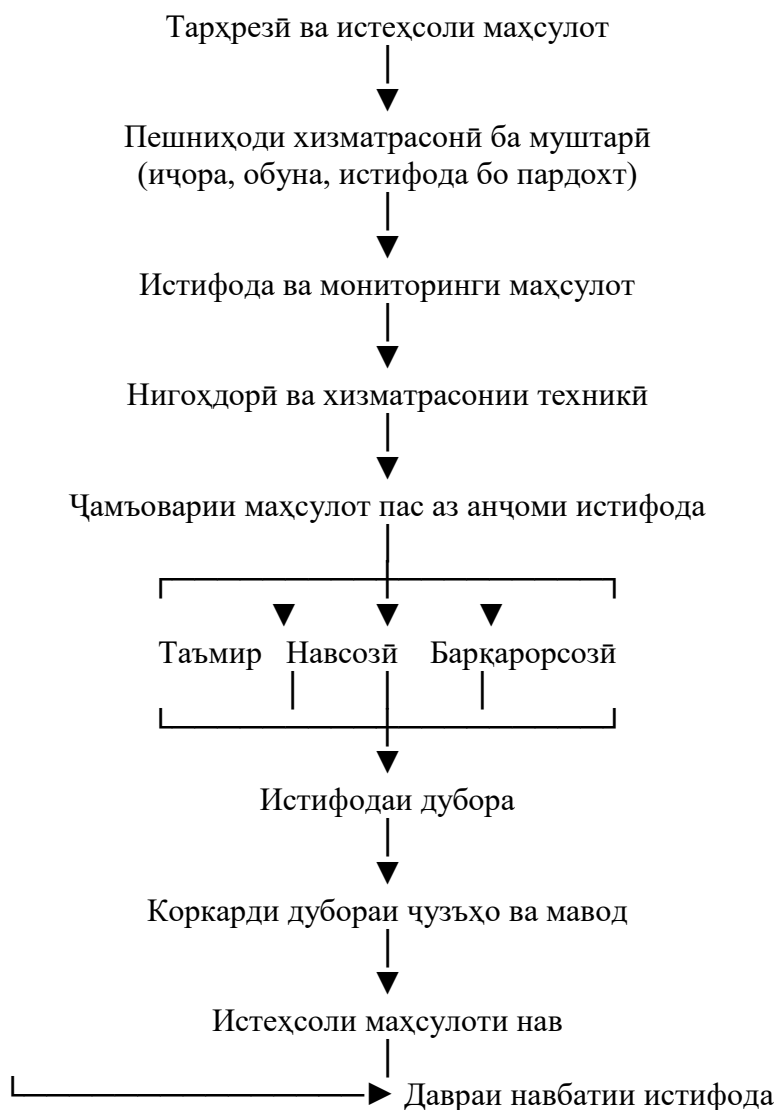 Тарҳрезӣ ва истеҳсоли маҳсулот
Пешниҳоди хизматрасонӣ ба муштарӣ
(иҷора, обуна, истифода бо пардохт)
Истифода ва мониторинги маҳсулот
Нигоҳдорӣ ва хизматрасонии техникӣ
Ҷамъоварии маҳсулот пас аз анҷоми истифода
Таъмир Навсозӣ Барқарорсозӣ
Истифодаи дубора
Коркарди дубораи ҷузъҳо ва мавод
Истеҳсоли маҳсулоти нав
Давраи навбатии истифода